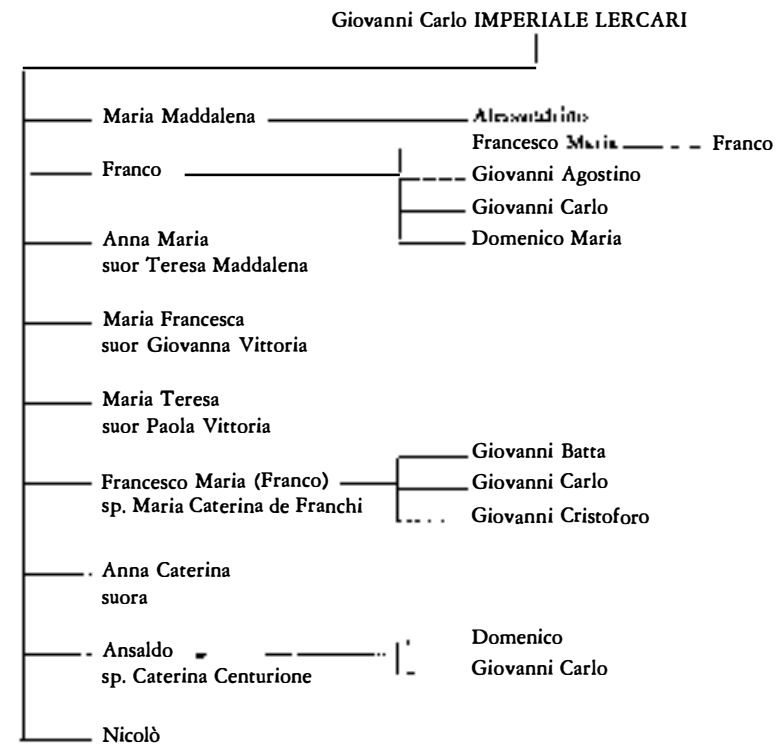 Giovanni Carlo IMPERIALE LERCARI
Maria Maddalena
Francesco Maria Franco
Franco
Giovanni Agostino
Giovanni Carlo
Anna Maria Domenico Maria
suor Teresa Maddalena
Maria Francesca
suor Giovanna Vittoria
Maria Teresa
suor Paola Vittoria
Giovanni Batta
Francesco Maria (Franco) Giovanni Carlo
sp. Maria Caterina de Franchi
Giovanni Cristoforo
Anna Caterina
suora
Domenico
Ansaldo
sp. Caterina Centurione Giovanni Carlo
Nicolò